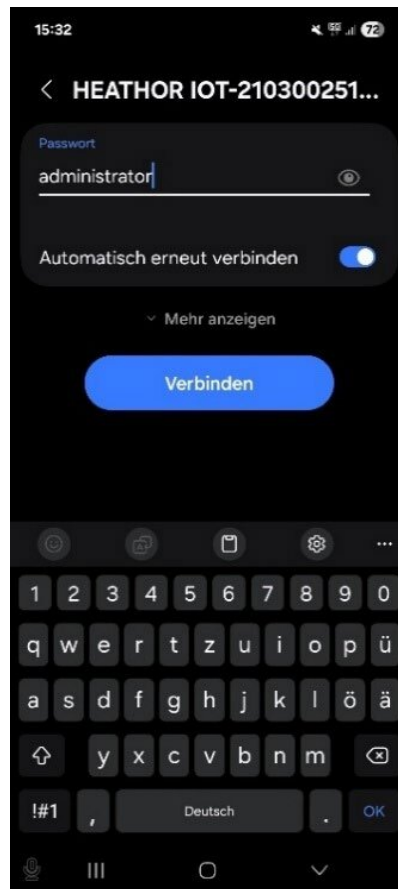 15:32
72
HEATHOR IOT-210300251...
Passwort
administrator
Automatisch erneut verbinden
Mehr anzeigen
Verbinden
1 2 3 4 5 6 7 8 9 0
q w e r t z u i o p ü
a s d f g h j k l ö ä
y x c v b n m
!#1 , Deutsch . OK